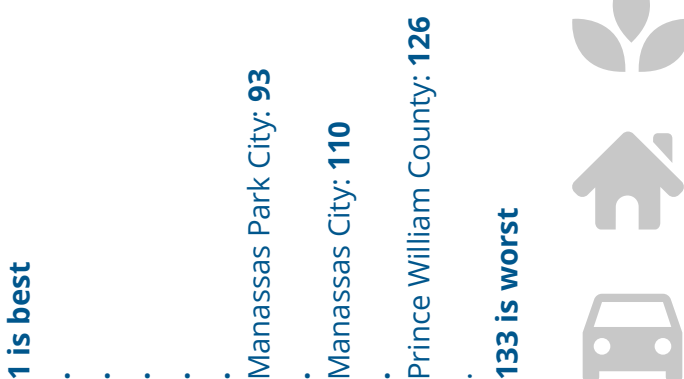 1 is best
.
.
.
.
.
Manassas Park City: 93
.
Manassas City: 110
.
Prince William County: 126
.
133 is worst